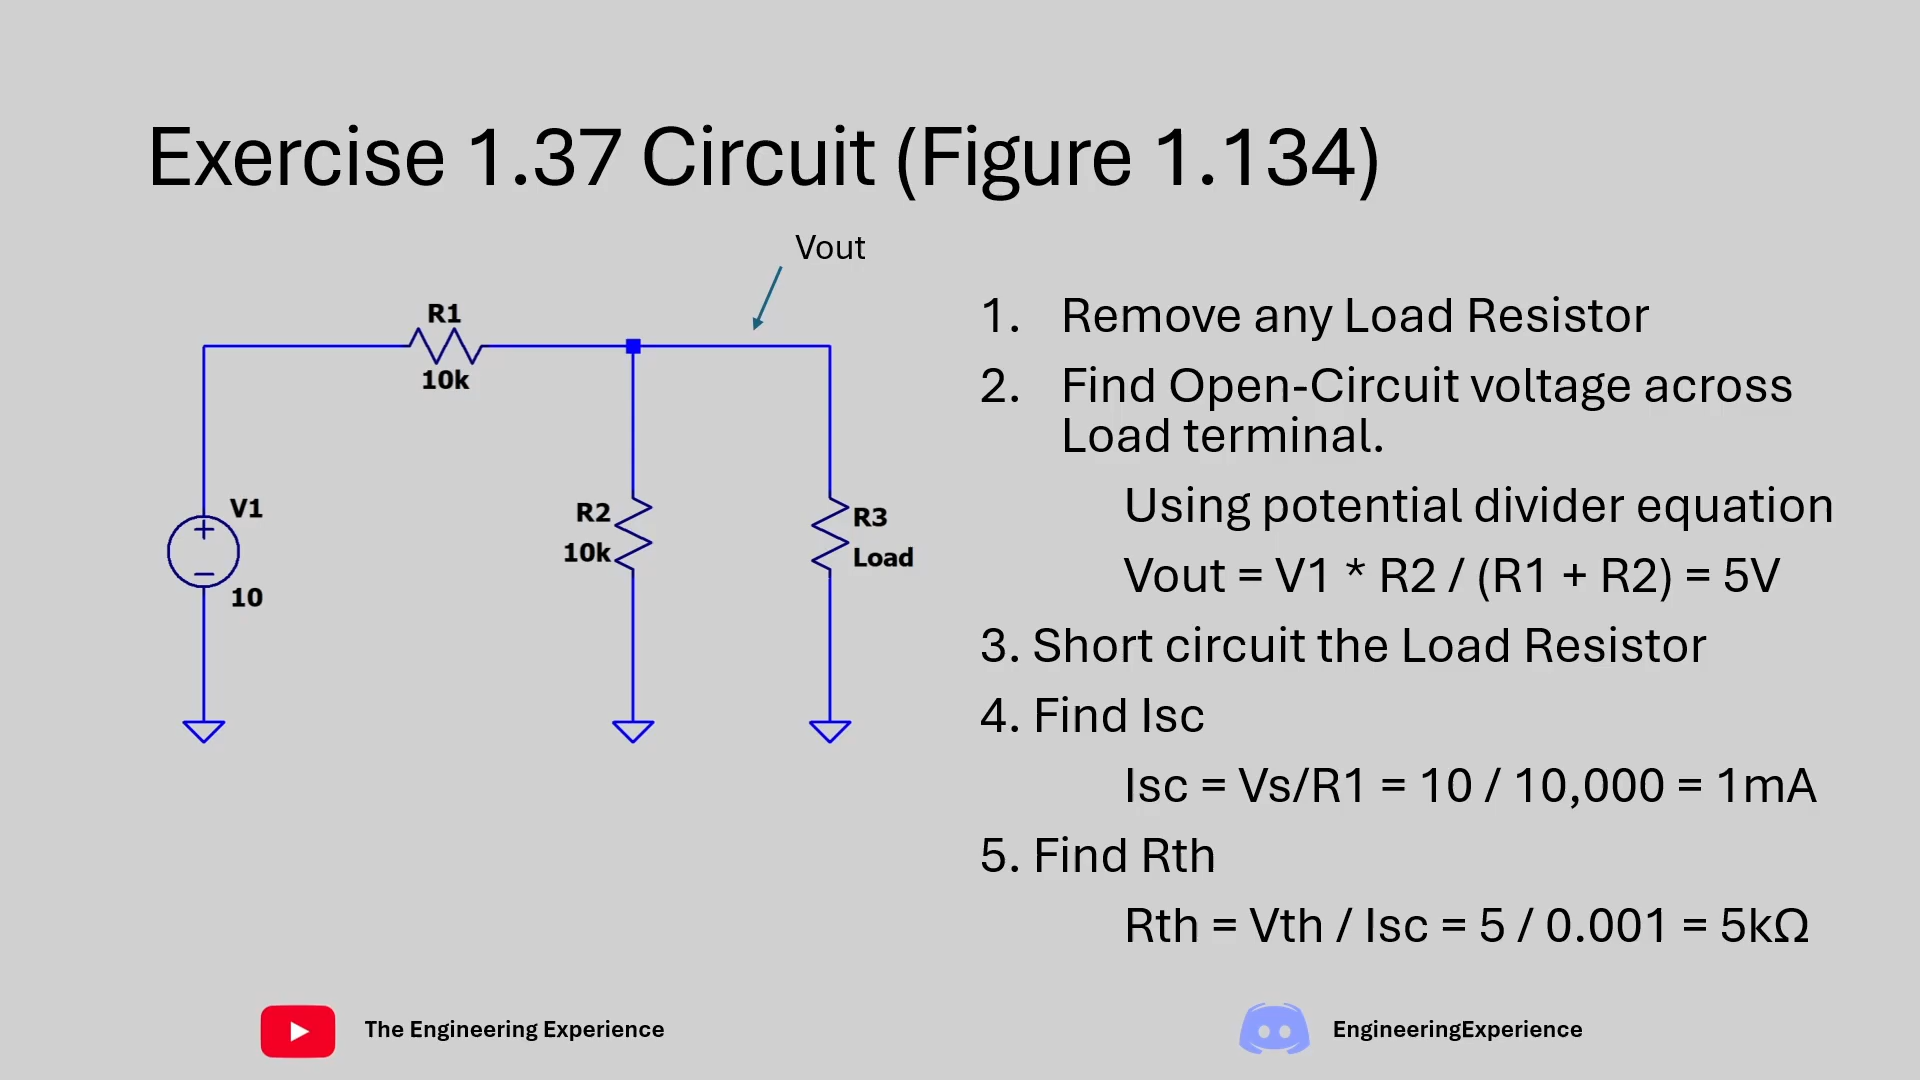 Exercise 1.37 Circuit (Figure 1.134)
Vout
R1
10k
V1
10
R2
10k
R3
Load
1. Remove any Load Resistor
2. Find Open-Circuit voltage across
Load terminal.
Using potential divider equation
Vout = V1 * R2 / (R1 + R2) = 5V
3. Short circuit the Load Resistor
4. Find Isc
Isc = Vs/R1 = 10 / 10,000 = 1mA
5. Find Rth
Rth = Vth / Isc = 5 / 0.001 = 5kΩ
The Engineering Experience
EngineeringExperience